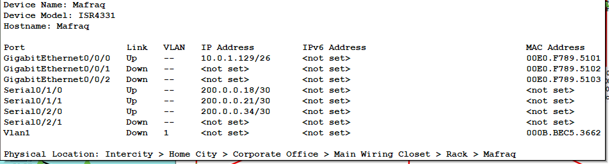 Device Name: Mafraq
Device Model: ISR4331
Hostname: Mafraq
Port Link VLAN IP Address IPv6 Address MAC Address
GigabitEthernet0/0/0 Up -- 10.0.1.129/26 <not set> 00E0.F789.5101
GigabitEthernet0/0/1 Down -- <not set> <not set> 00E0.F789.5102
GigabitEthernet0/0/2 Down -- <not set> <not set> 00E0.F789.5103
Serial0/1/0 Up -- 200.0.0.18/30 <not set> <not set>
Serial0/1/1 Up -- 200.0.0.21/30 <not set> <not set>
Serial0/2/0 Up -- 200.0.0.34/30 <not set> <not set>
Serial0/2/1 Down -- <not set> <not set> <not set>
Vlan1 Down 1 <not set> <not set> 000B.BEC5.3662
Physical Location: Intercity > Home City > Corporate Office > Main Wiring Closet > Rack > Mafraq